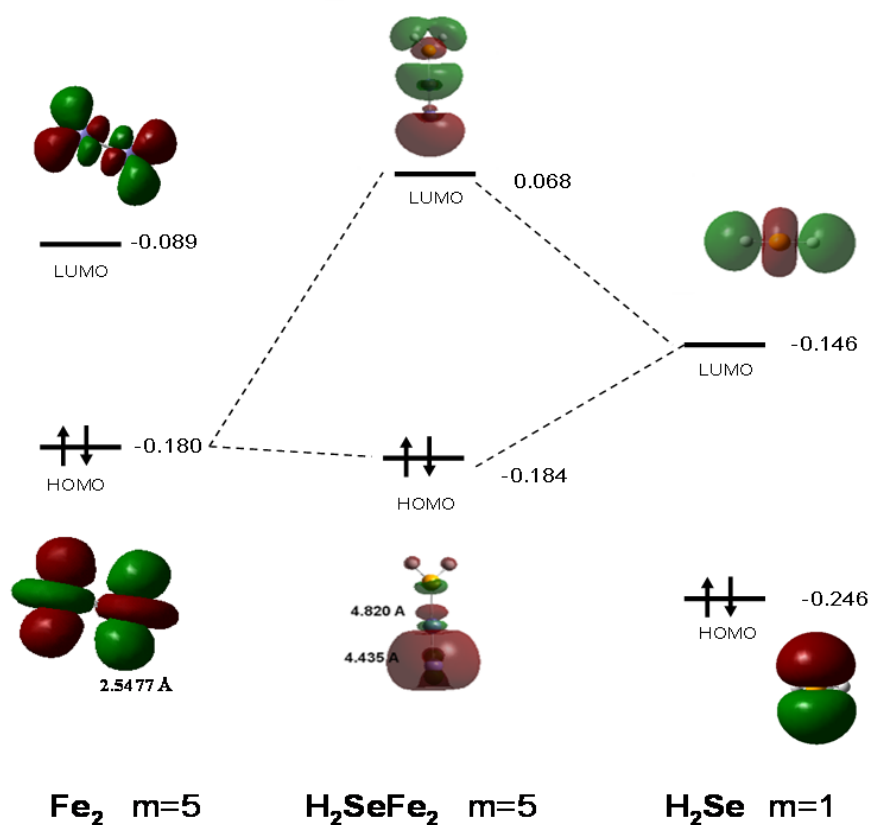 0.068
LUMO
-0.089
LUMO
-0.146
LUMO
-0.180
HOMO
-0.184
HOMO
-0.246
HOMO
4.820 A
4.435 A
2.5477 Å
Fe₂ m=5
H₂SeFe₂ m=5
H₂Se m=1